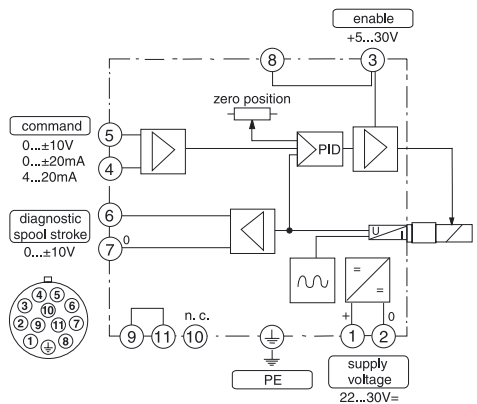 enable
+5...30V
8 3
zero position
command
0...±10V
0...±20mA
4...20mA
5
4
PID
diagnostic
spool stroke
0...±10V
6
7 0
U I
= =
4 5
3 10 6
2 9 11 7
1 8
9 11
n. c.
10
+ 0
1 2
PE
supply
voltage
22...30V=